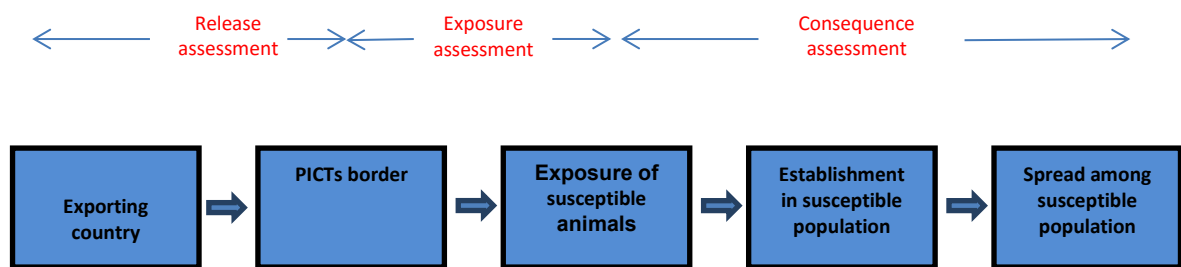 Release
assessment
Exposure
assessment
Consequence
assessment
Exporting
country
PICTs border
Exposure of
susceptible
animals
Establishment
in susceptible
population
Spread among
susceptible
population